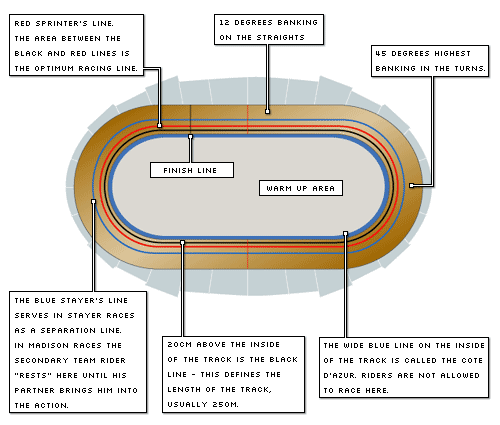 RED SPRINTER'S LINE.
THE AREA BETWEEN THE
BLACK AND RED LINES IS
THE OPTIMUM RACING LINE.
12 DEGREES BANKING
ON THE STRAIGHTS
45 DEGREES HIGHEST
BANKING IN THE TURNS.
FINISH LINE
WARM UP AREA
THE BLUE STAYER'S LINE
SERVES IN STAYER RACES
AS A SEPARATION LINE.
IN MADISON RACES THE
SECONDARY TEAM RIDER
"RESTS" HERE UNTIL HIS
PARTNER BRINGS HIM INTO
THE ACTION.
20CM ABOVE THE INSIDE
OF THE TRACK IS THE BLACK
LINE - THIS DEFINES THE
LENGTH OF THE TRACK,
USUALLY 250M.
THE WIDE BLUE LINE ON THE INSIDE
OF THE TRACK IS CALLED THE COTE
D'AZUR. RIDERS ARE NOT ALLOWED
TO RACE HERE.